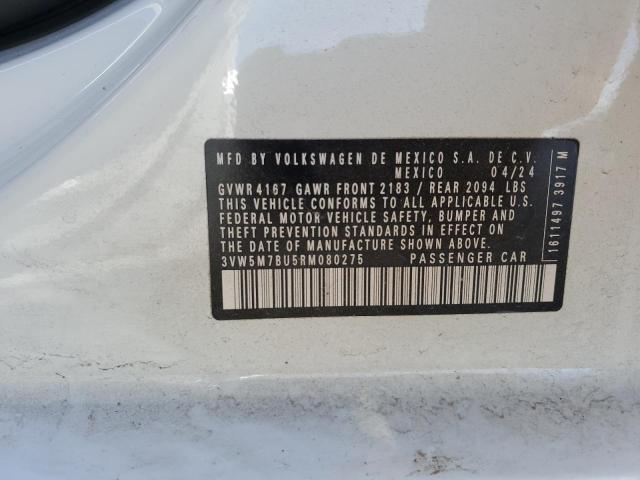 MFD BY VOLKSWAGEN DE MEXICO S.A. DE C.V.
MEXICO 04/24
GVWR 4167 GAWR FRONT 2183 / REAR 2094 LBS
THIS VEHICLE CONFORMS TO ALL APPLICABLE U.S.
FEDERAL MOTOR VEHICLE SAFETY, BUMPER AND
THEFT PREVENTION STANDARDS IN EFFECT ON THE
DATE OF MANUFACTURE SHOWN ABOVE.
3VW5M7BU5RM080275 PASSENGER CAR
1611497 3917 M